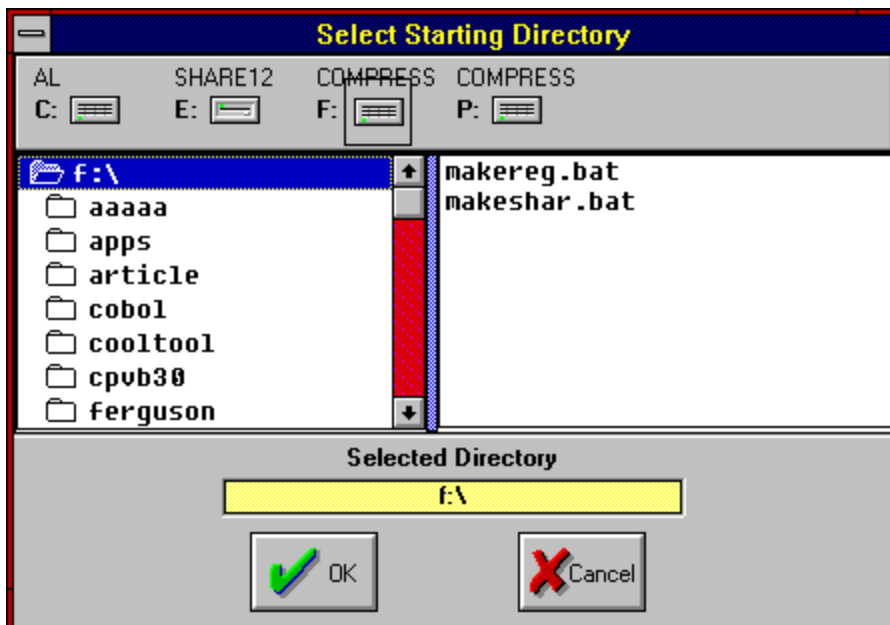 Select Starting Directory
AL SHARE12 COMPRESS COMPRESS
C: E: F: P:
f:\
aaaaa
apps
article
cobol
cooltool
cpvb30
ferguson
makereg.bat
makeshar.bat
Selected Directory
f:\
OK Cancel